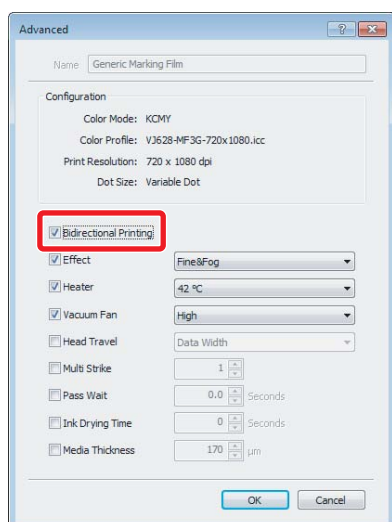 Advanced
Name Generic Marking Film
Configuration
Color Mode: KCMY
Color Profile: VJ628-MF3G-720x1080.icc
Print Resolution: 720 x 1080 dpi
Dot Size: Variable Dot
Bidirectional Printing
Effect Fine&Fog
Heater 42 ºC
Vacuum Fan High
Head Travel Data Width
Multi Strike 1
Pass Wait 0.0 Seconds
Ink Drying Time 0 Seconds
Media Thickness 170 µm
OK Cancel